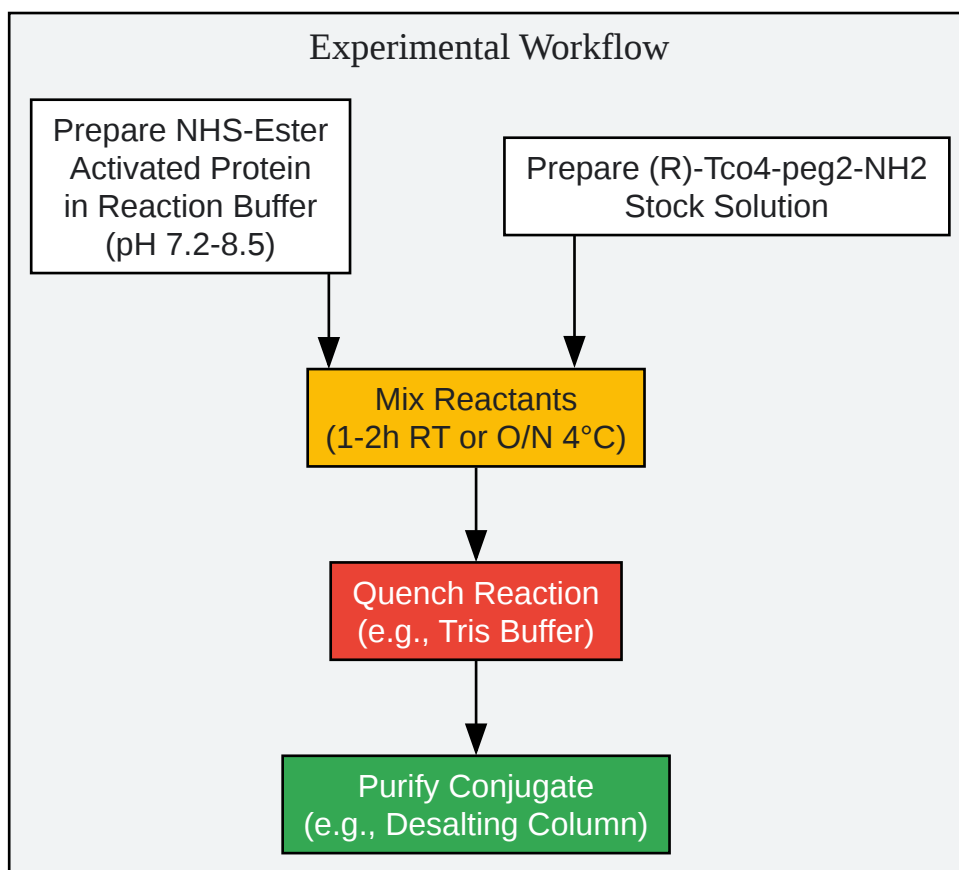 Experimental Workflow
Prepare NHS-Ester
Activated Protein
in Reaction Buffer
(pH 7.2-8.5)
Prepare (R)-Tco4-peg2-NH2
Stock Solution
Mix Reactants
(1-2h RT or O/N 4°C)
Quench Reaction
(e.g., Tris Buffer)
Purify Conjugate
(e.g., Desalting Column)